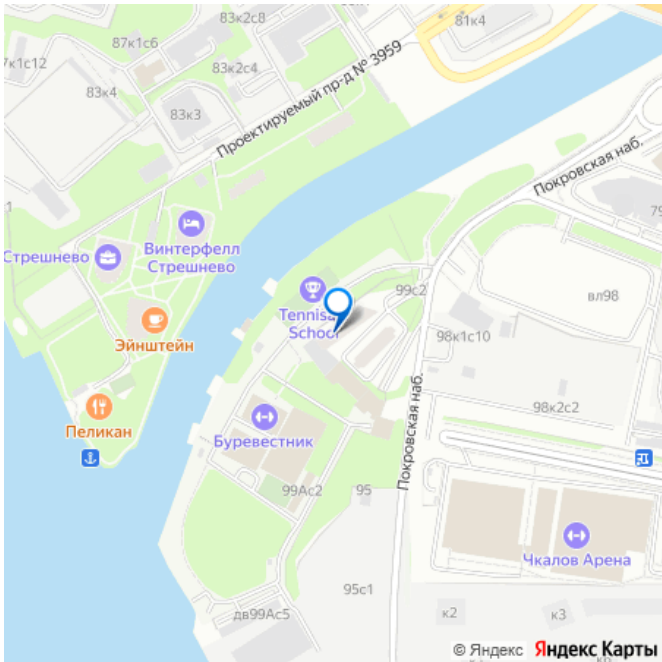 83к2с8
81к4
87к1с6
87к1с12
83к2с4
Проектируемый пр-д № 3959
83к4
83к3
Покровская наб.
79
1
Стрешнево
Винтерфелл
Стрешнево
99с2
вл98
Tennisa
School
98к1с10
Эйнштейн
Покровская наб.
98к2с2
Пеликан
Буревестник
99Ас2
95
Чкалов Арена
95с1
дв99Ас5
к2
к3
© Яндекс Яндекс Карты